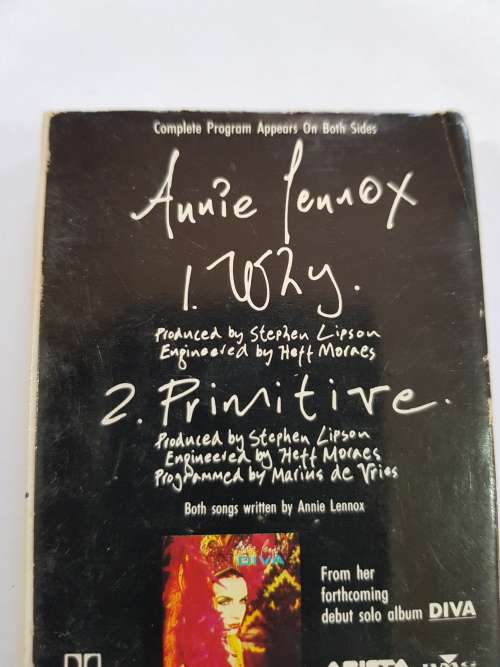 Complete Program Appears On Both Sides
Annie Lennox
1. Why.
Produced by Stephen Lipson
Engineered by Heff Moraes
2. Primitive.
Produced by Stephen Lipson
Engineered by Heff Moraes
Programmed by Marius de Vries
Both songs written by Annie Lennox
DIVA
From her
forthcoming
debut solo album DIVA
ARISTA